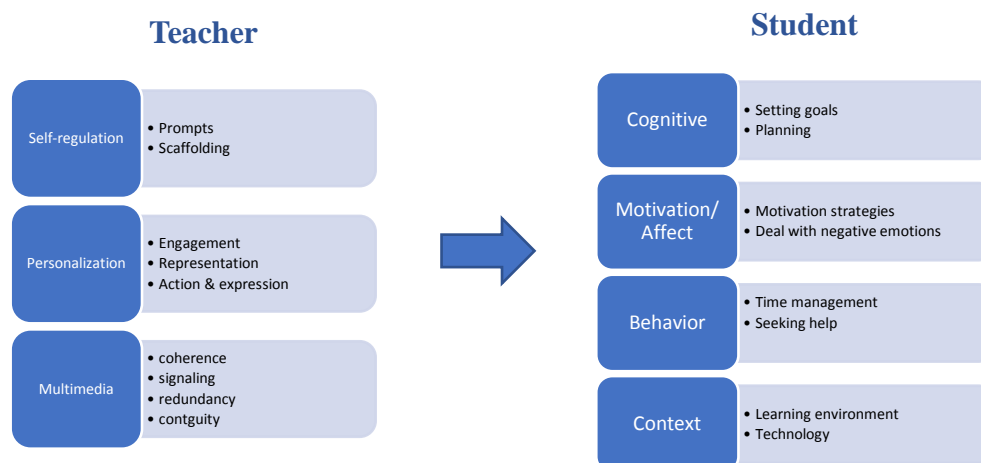 Teacher
Self-regulation
• Prompts
• Scaffolding
Personalization
• Engagement
• Representation
• Action & expression
Multimedia
• coherence
• signaling
• redundancy
• contguity
Student
Cognitive
• Setting goals
• Planning
Motivation/
Affect
• Motivation strategies
• Deal with negative emotions
Behavior
• Time management
• Seeking help
Context
• Learning environment
• Technology